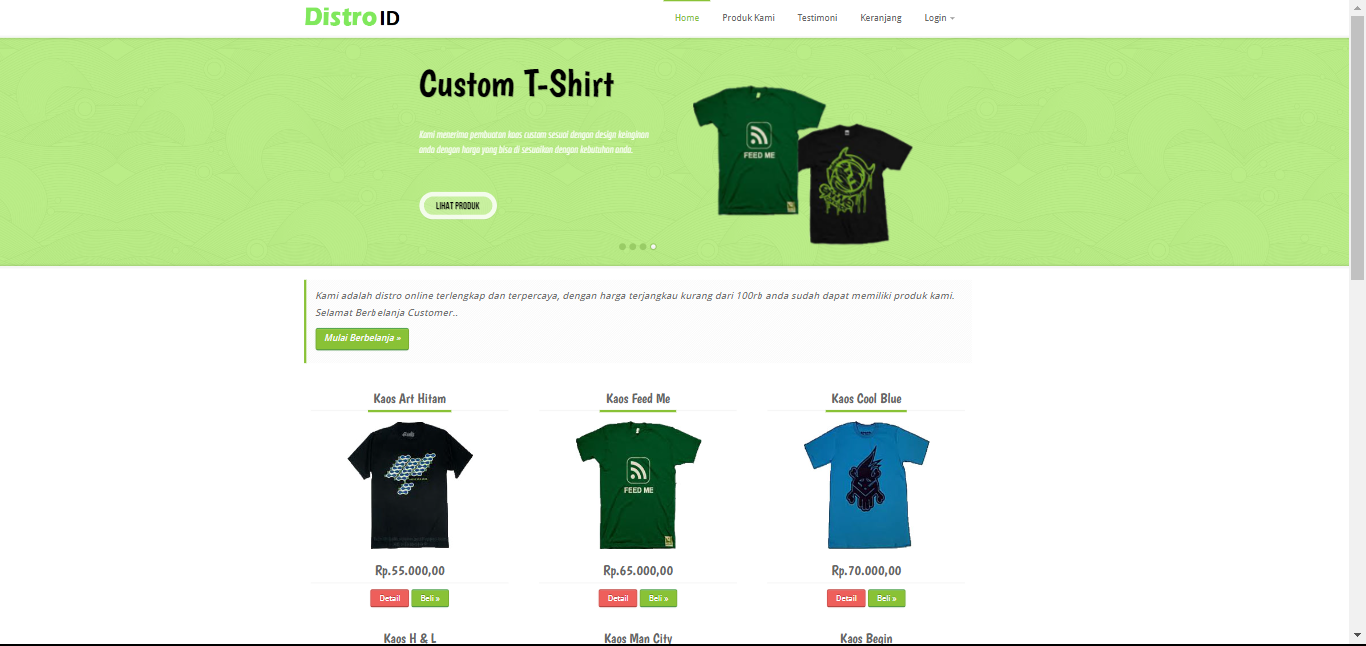 Distro ID
Home Produk Kami Testimoni Keranjang Login
Custom T-Shirt
Kami menerima pembuatan kaos custom sesuai dengan design keinginan
anda dengan harga yang bisa di sesuaikan dengan kebutuhan anda.
FEED ME
LIHAT PRODUK
Kami adalah distro online terlengkap dan terpercaya, dengan harga terjangkau kurang dari 100rb anda sudah dapat memiliki produk kami.
Selamat Berbelanja Customer..
Mulai Berbelanja »
Kaos Art Hitam Kaos Feed Me Kaos Cool Blue
FEED ME
Rp.55.000,00 Rp.65.000,00 Rp.70.000,00
Detail Beli » Detail Beli » Detail Beli »
Kaos H & L Kaos Man City Kaos Begin